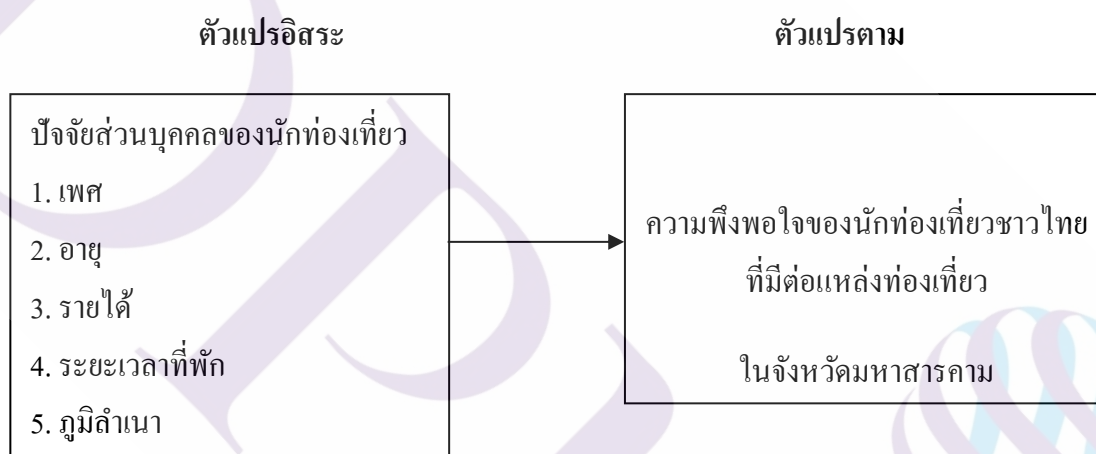 ตัวแปรอิสระ
ตัวแปรตาม
ปัจจัยส่วนบุคคลของนักท่องเที่ยว
1. เพศ
2. อายุ
3. รายได้
4. ระยะเวลาที่พัก
5. ภูมิลำเนา
ความพึงพอใจของนักท่องเที่ยวชาวไทย
ที่มีต่อแหล่งท่องเที่ยว
ในจังหวัดมหาสารคาม